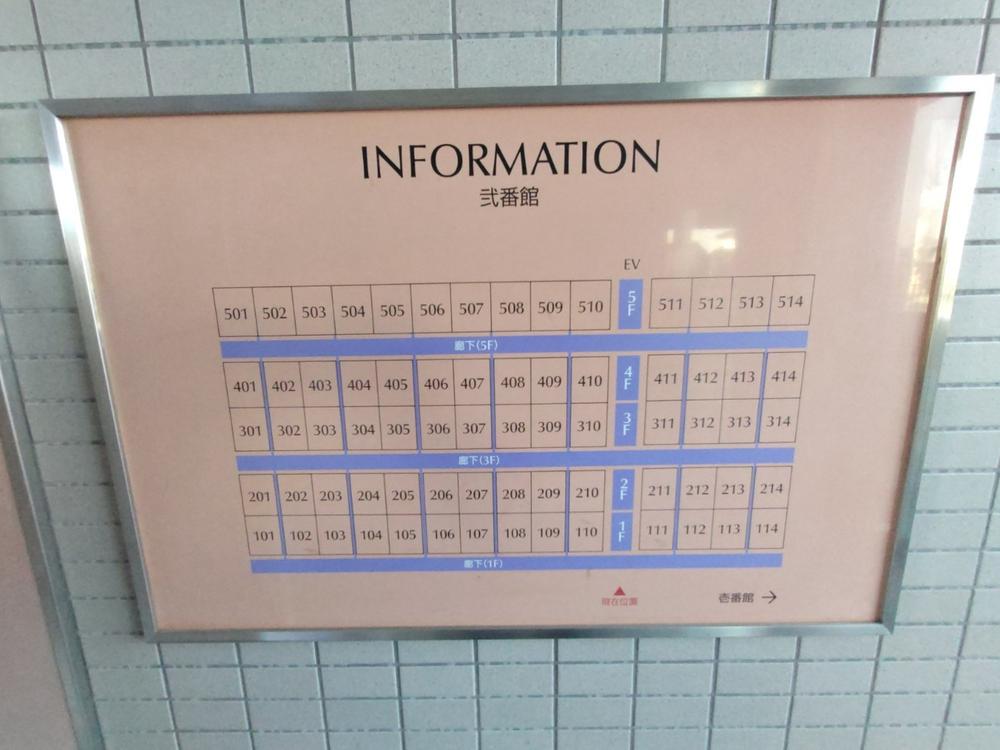 INFORMATION
弐番館
EV
501 502 503 504 505 506 507 508 509 510 5F 511 512 513 514
廊下(5F)
401 402 403 404 405 406 407 408 409 410 4F 411 412 413 414
301 302 303 304 305 306 307 308 309 310 3F 311 312 313 314
廊下(3F)
201 202 203 204 205 206 207 208 209 210 2F 211 212 213 214
101 102 103 104 105 106 107 108 109 110 1F 111 112 113 114
廊下(1F)
現在位置
壱番館 →